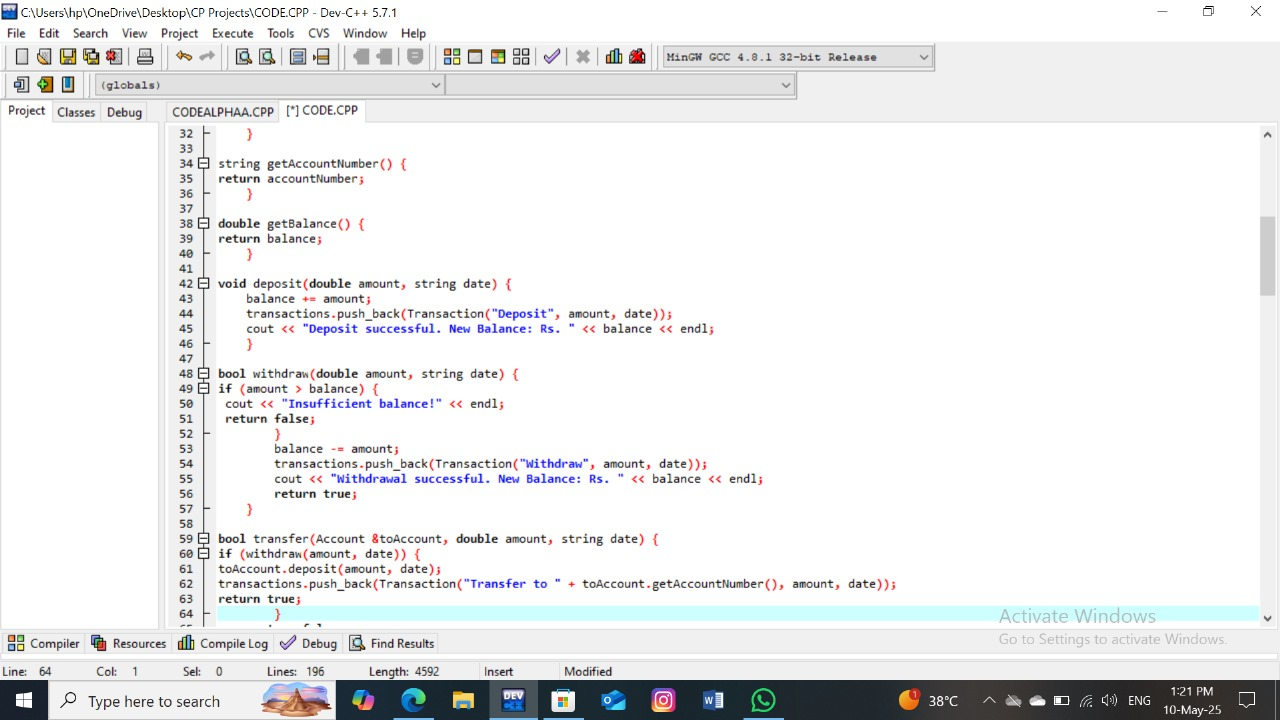 C:\Users\hp\OneDrive\Desktop\CP Projects\CODE.CPP - Dev-C++ 5.7.1
File Edit Search View Project Execute Tools CVS Window Help
MinGW GCC 4.8.1 32-bit Release
(globals)
Project Classes Debug CODEALPHAA.CPP [*] CODE.CPP
32 }
33
34 string getAccountNumber() {
35 return accountNumber;
36 }
37
38 double getBalance() {
39 return balance;
40 }
41
42 void deposit(double amount, string date) {
43 balance += amount;
44 transactions.push_back(Transaction("Deposit", amount, date));
45 cout << "Deposit successful. New Balance: Rs. " << balance << endl;
46 }
47
48 bool withdraw(double amount, string date) {
49 if (amount > balance) {
50 cout << "Insufficient balance!" << endl;
51 return false;
52 }
53 balance -= amount;
54 transactions.push_back(Transaction("Withdraw", amount, date));
55 cout << "Withdrawal successful. New Balance: Rs. " << balance << endl;
56 return true;
57 }
58
59 bool transfer(Account &toAccount, double amount, string date) {
60 if (withdraw(amount, date)) {
61 toAccount.deposit(amount, date);
62 transactions.push_back(Transaction("Transfer to " + toAccount.getAccountNumber(), amount, date));
63 return true;
64 }
Activate Windows
Go to Settings to activate Windows.
Compiler Resources Compile Log Debug Find Results
Line: 64 Col: 1 Sel: 0 Lines: 196 Length: 4592 Insert Modified
Type here to search
DEV
1
38°C
ENG
1:21 PM
10-May-25